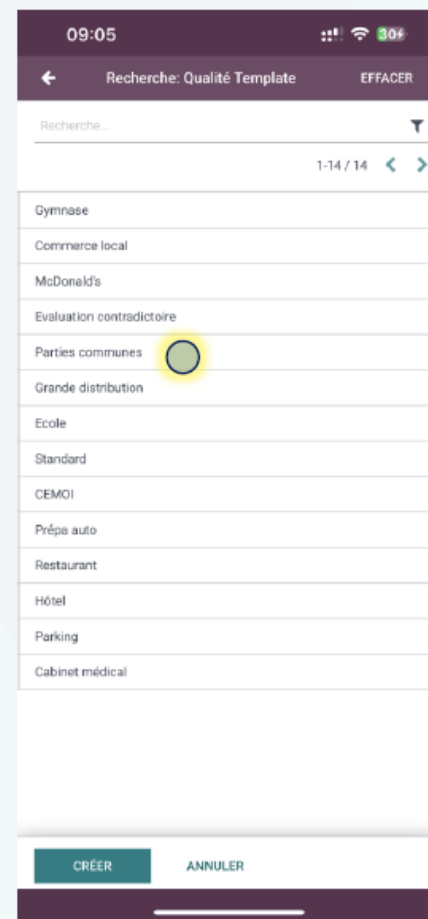 09:05
30
Recherche: Qualité Template
EFFACER
Recherche...
1-14 / 14
Gymnase
Commerce local
McDonald's
Evaluation contradictoire
Parties communes
Grande distribution
Ecole
Standard
CEMOI
Prépa auto
Restaurant
Hôtel
Parking
Cabinet médical
CRÉER
ANNULER